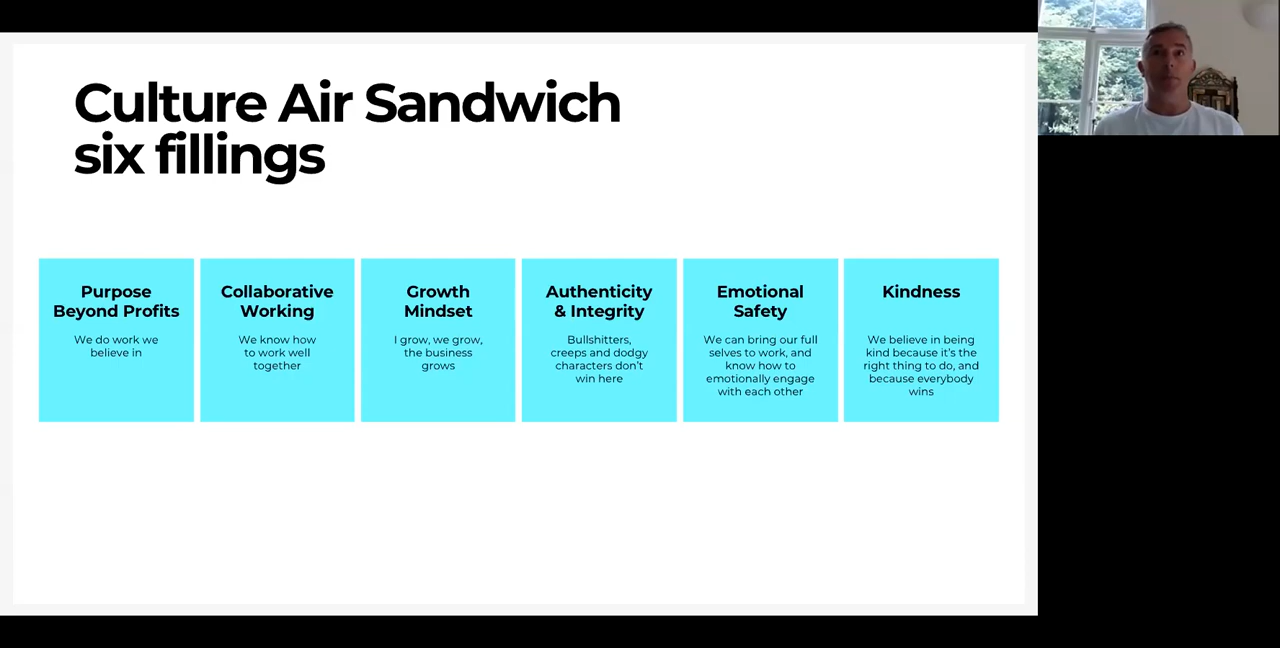 Culture Air Sandwich
six fillings
Purpose
Beyond Profits
We do work we
believe in
Collaborative
Working
We know how
to work well
together
Growth
Mindset
I grow, we grow,
the business
grows
Authenticity
& Integrity
Bullshitters,
creeps and dodgy
characters don’t
win here
Emotional
Safety
We can bring our full
selves to work, and
know how to
emotionally engage
with each other
Kindness
We believe in being
kind because it’s the
right thing to do, and
because everybody
wins